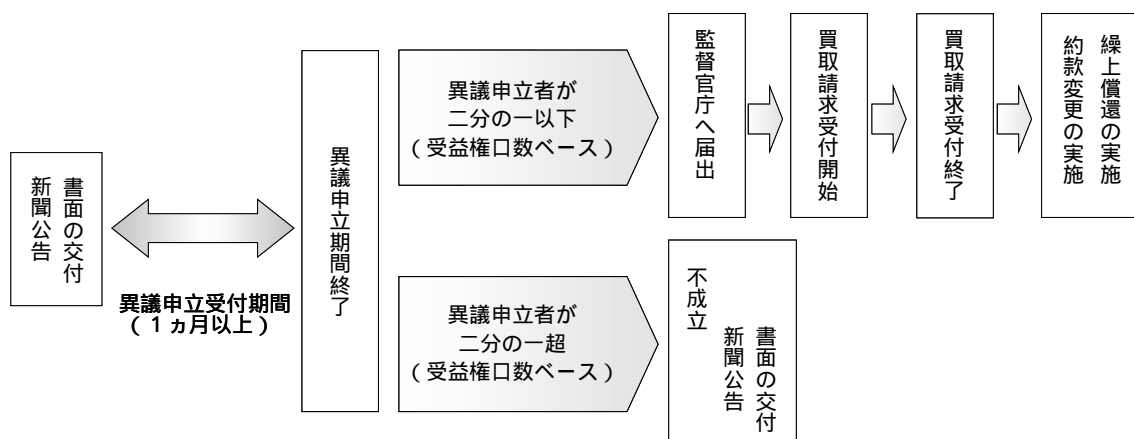 書面の交付
新聞公告
異議申立受付期間
（１ヵ月以上）
異議申立期間終了
異議申立者が
二分の一以下
（受益権口数ベース）
監督官庁へ届出
買取請求受付開始
買取請求受付終了
繰上償還の実施
約款変更の実施
異議申立者が
二分の一超
（受益権口数ベース）
不成立
書面の交付
新聞公告